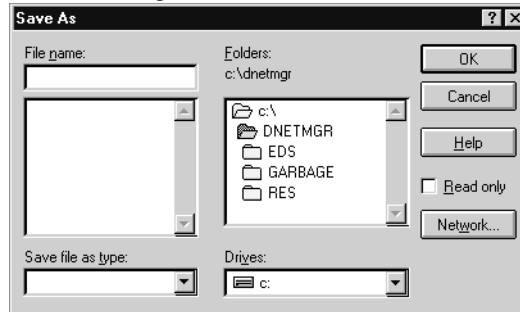 Save As
File name:
Folders:
c:\dnetmgr
OK
Cancel
c:\
DNETMGR
EDS
GARBAGE
RES
Help
Read only
Network...
Save file as type:
Drives:
c: